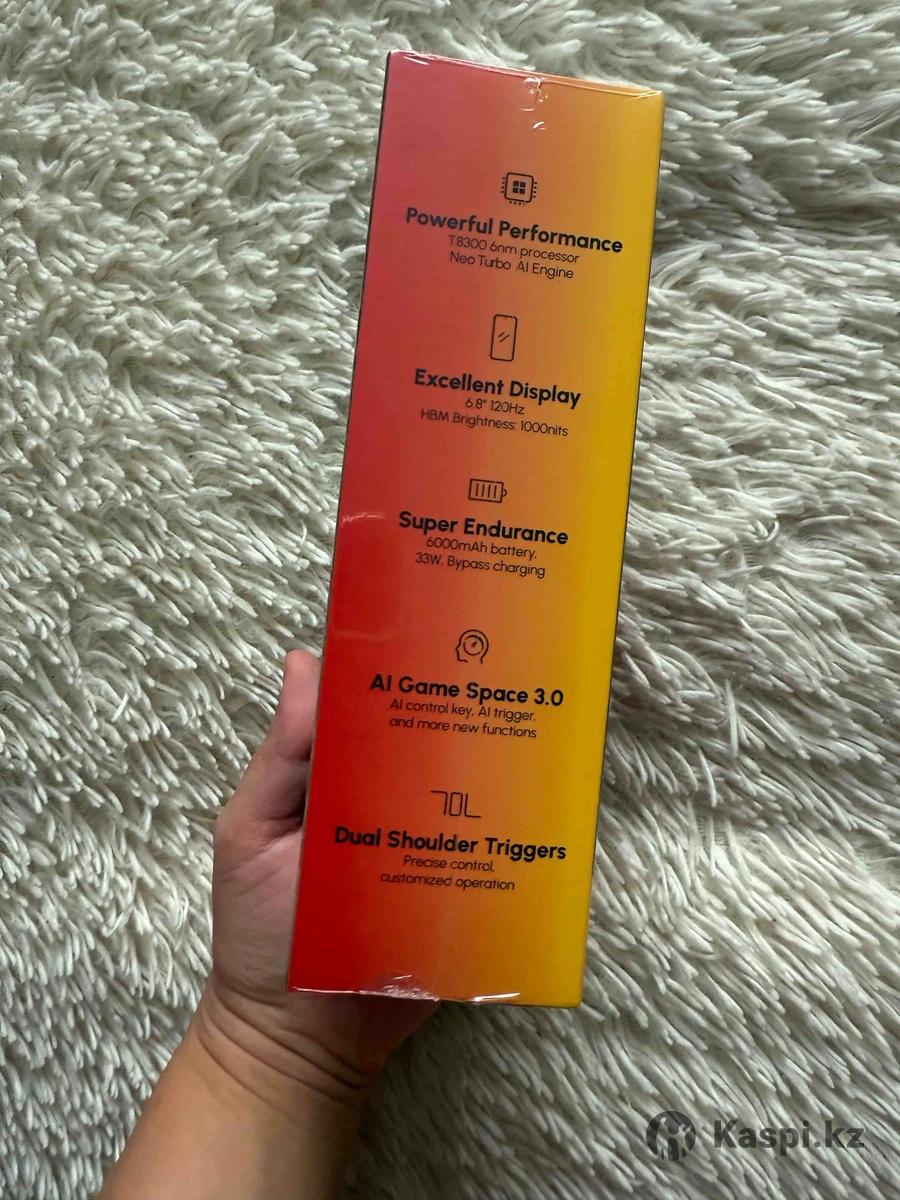 Powerful Performance
T8300 6nm processor
Neo Turbo AI Engine
Excellent Display
6.8" 120Hz
HBM Brightness: 1000nits
Super Endurance
6000mAh battery,
33W, Bypass charging
AI Game Space 3.0
AI control key, AI trigger,
and more new functions
Dual Shoulder Triggers
Precise control,
customized operation
Kaspi.kz